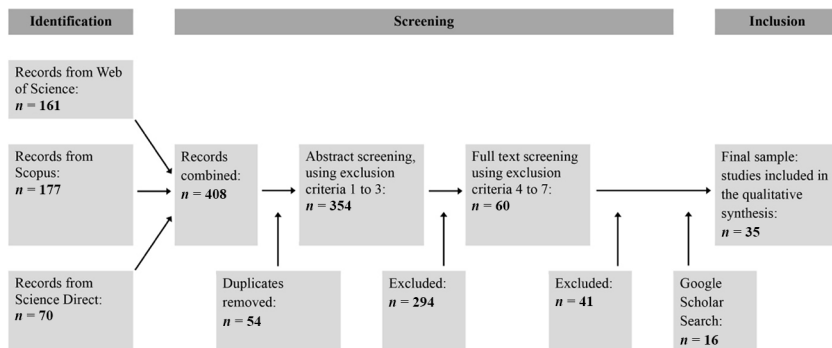 Identification
Screening
Inclusion
Records from Web
of Science:
n = 161
Records from
Scopus:
n = 177
Records from
Science Direct:
n = 70
Records
combined:
n = 408
Duplicates
removed:
n = 54
Abstract screening,
using exclusion
criteria 1 to 3:
n = 354
Excluded:
n = 294
Full text screening
using exclusion
criteria 4 to 7:
n = 60
Excluded:
n = 41
Google
Scholar
Search:
n = 16
Final sample:
studies included in
the qualitative
synthesis:
n = 35